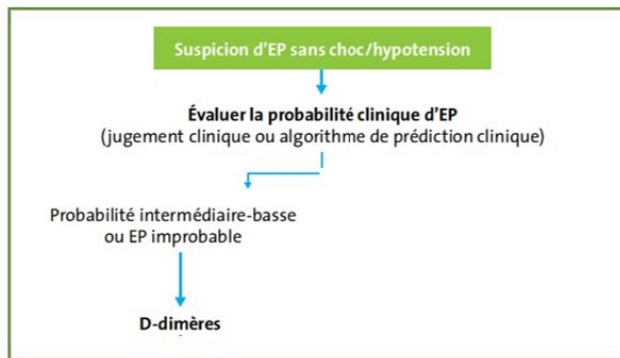 Suspicion d’EP sans choc/hypotension
Évaluer la probabilité clinique d’EP
(jugement clinique ou algorithme de prédiction clinique)
Probabilité intermédiaire-basse
ou EP improbable
D-dimères